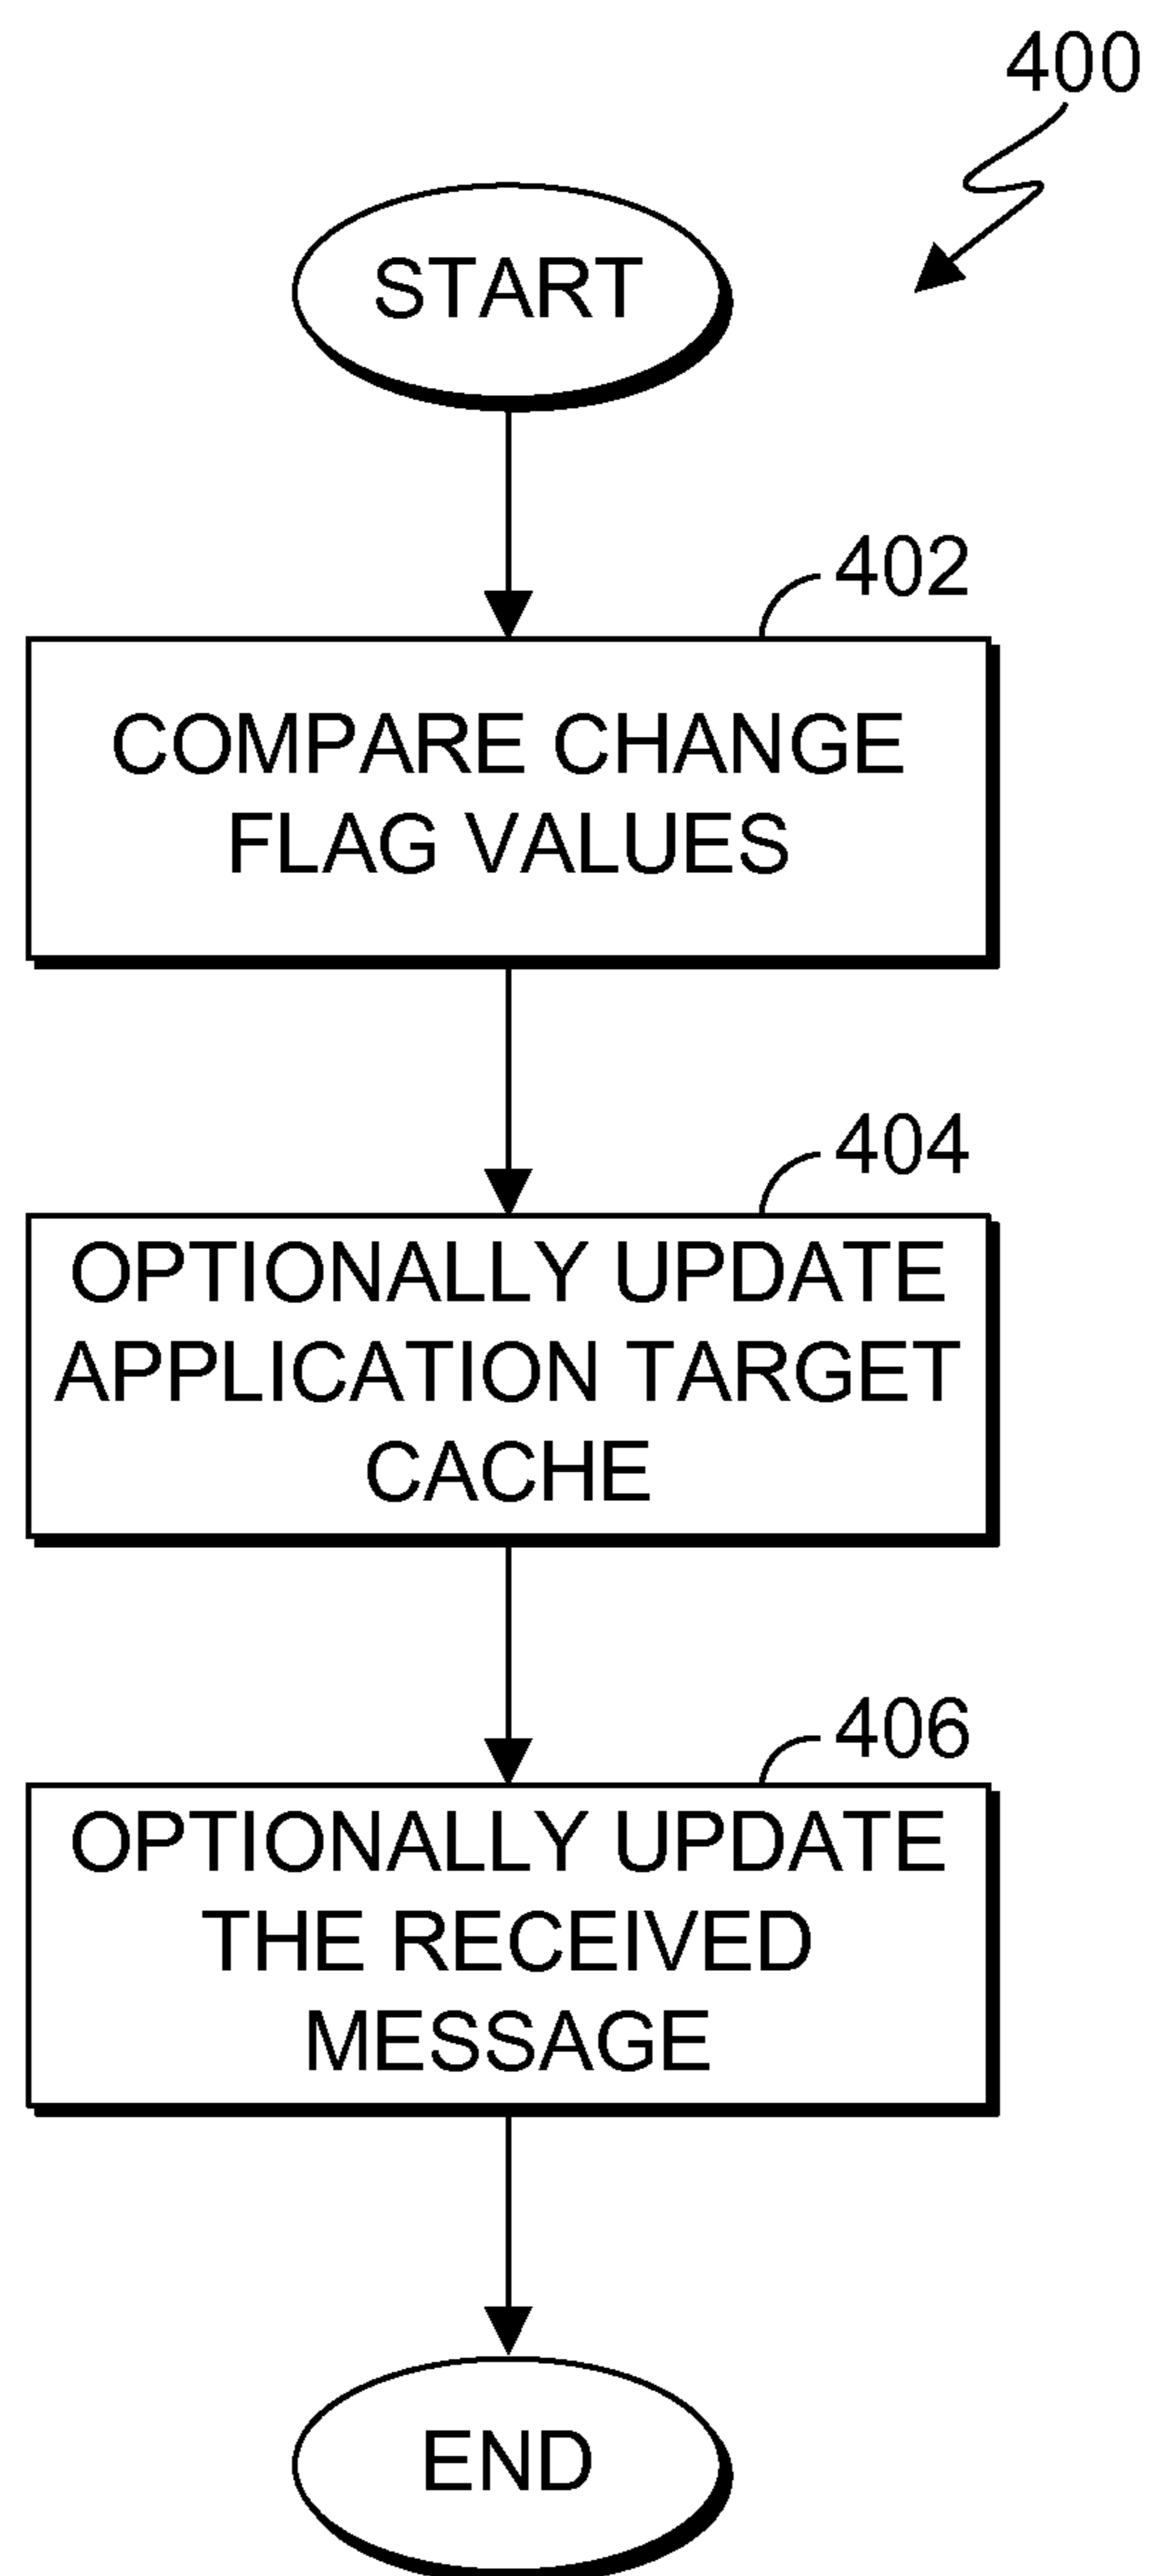 400
START
402
COMPARE CHANGE
FLAG VALUES
404
OPTIONALLY UPDATE
APPLICATION TARGET
CACHE
406
OPTIONALLY UPDATE
THE RECEIVED
MESSAGE
END